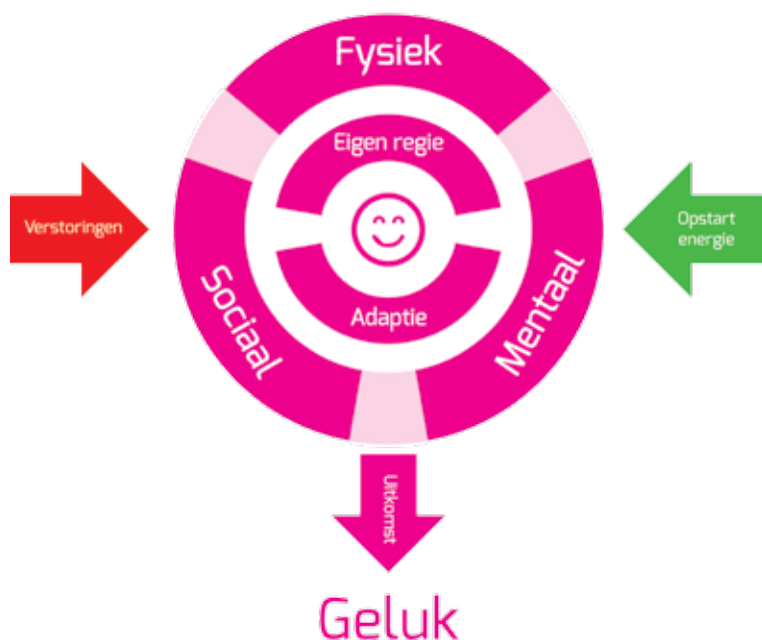 Fysiek
Eigen regie
Verstoringen
Opstart
energie
Adaptie
Sociaal
Mentaal
Uitkomst
Geluk